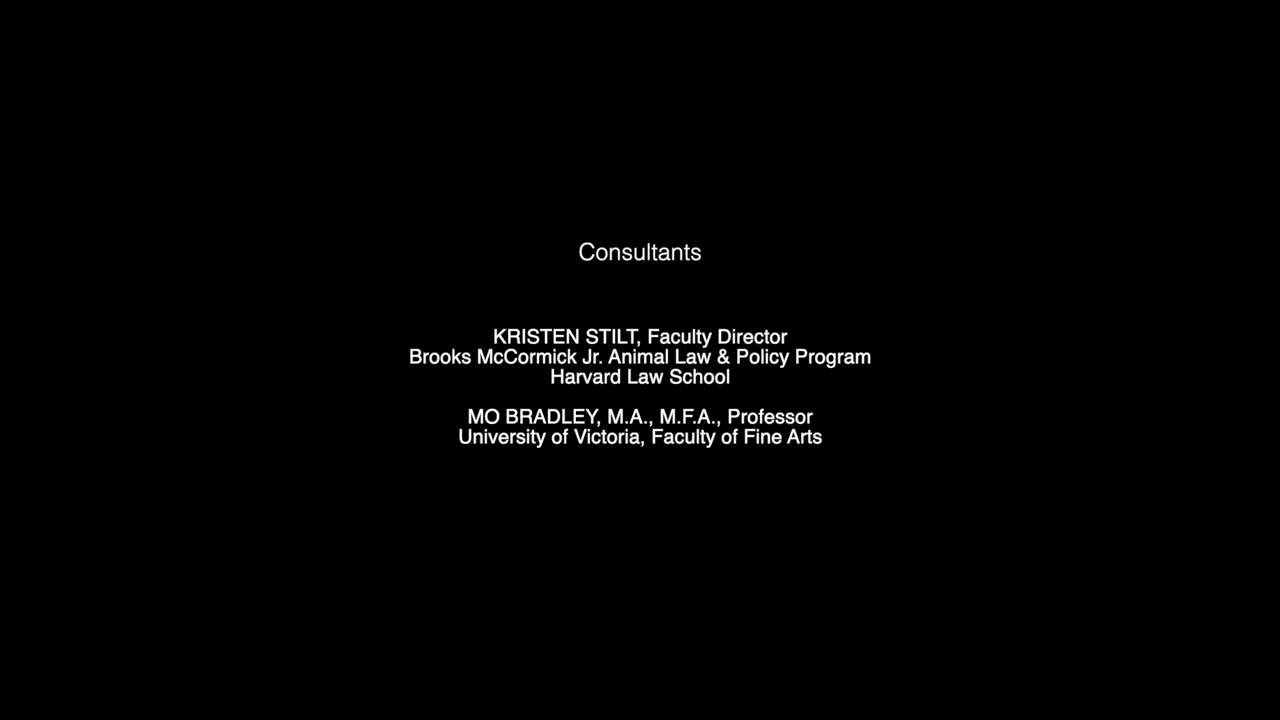 Consultants
KRISTEN STILT, Faculty Director
Brooks McCormick Jr. Animal Law & Policy Program
Harvard Law School
MO BRADLEY, M.A., M.F.A., Professor
University of Victoria, Faculty of Fine Arts